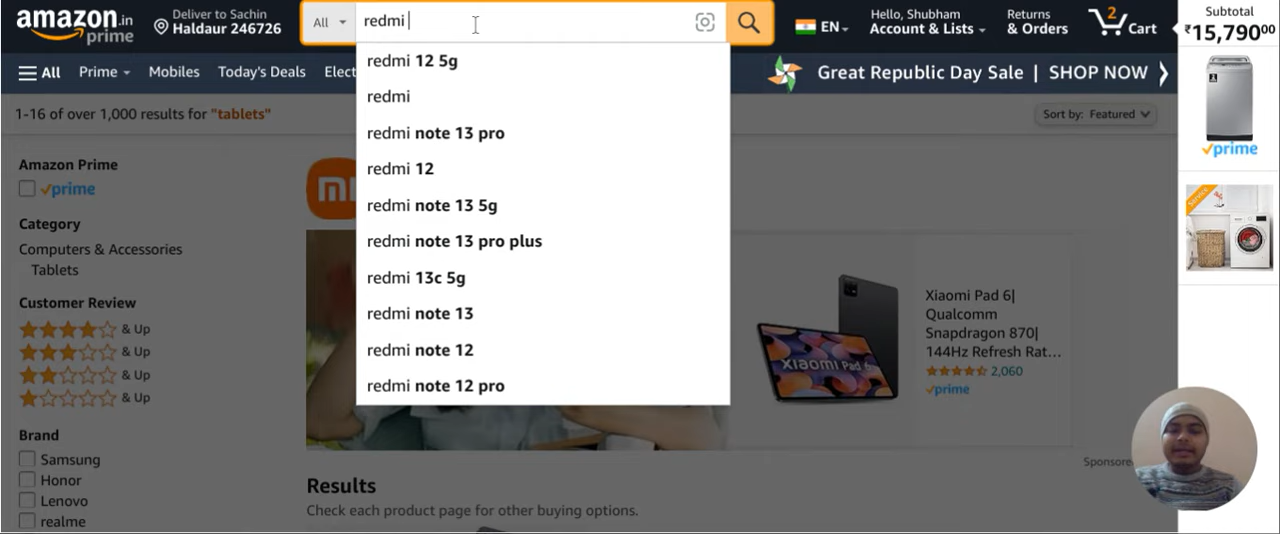 amazon.in
prime
Deliver to Sachin
Haldaur 246726
All
redmi
EN
Hello, Shubham
Account & Lists
Returns
& Orders
2
Cart
Subtotal
₹15,790.00
All
Prime
Mobiles
Today's Deals
Elect
Great Republic Day Sale | SHOP NOW
redmi 12 5g
redmi
redmi note 13 pro
redmi 12
redmi note 13 5g
redmi note 13 pro plus
redmi 13c 5g
redmi note 13
redmi note 12
redmi note 12 pro
1-16 of over 1,000 results for "tablets"
Sort by: Featured
Amazon Prime
prime
Category
Computers & Accessories
Tablets
Customer Review
& Up
& Up
& Up
& Up
Brand
Samsung
Honor
Lenovo
realme
XIAOMI Pad 6
Xiaomi Pad 6|
Qualcomm
Snapdragon 870|
144Hz Refresh Rat...
2,060
prime
Sponsore
Results
Check each product page for other buying options.
prime
Service